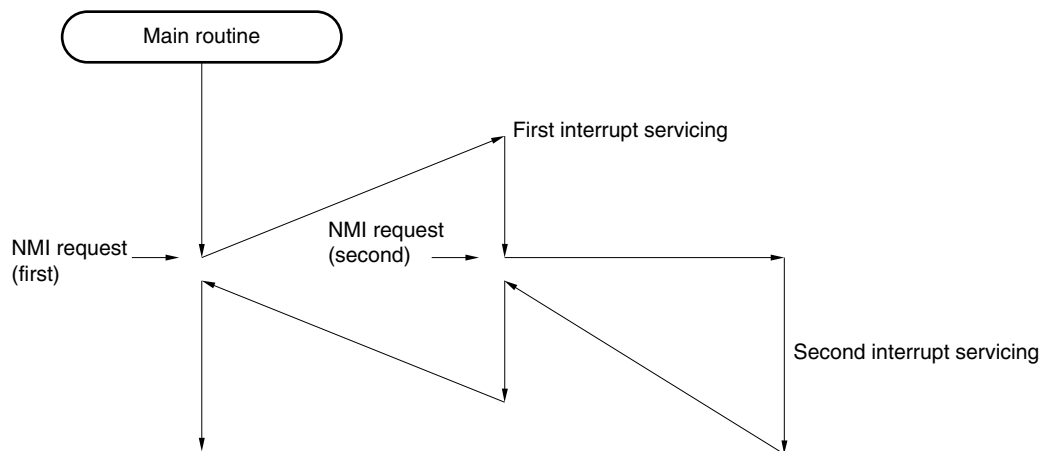 Main routine
First interrupt servicing
NMI request
(first)
NMI request
(second)
Second interrupt servicing